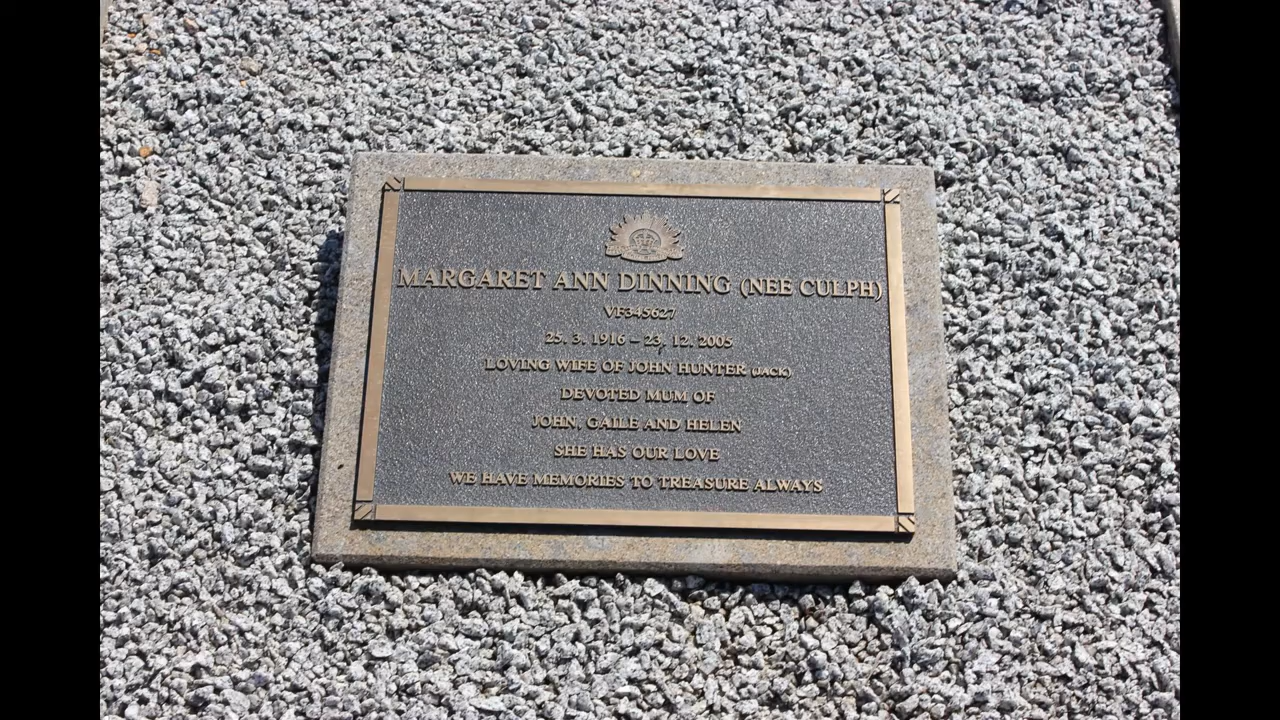 MARGARET ANN DINNING (NEE CULPH)
VF345627
25. 3. 1916 – 23. 12. 2005
LOVING WIFE OF JOHN HUNTER (JACK)
DEVOTED MUM OF
JOHN, GAILE AND HELEN
SHE HAS OUR LOVE
WE HAVE MEMORIES TO TREASURE ALWAYS